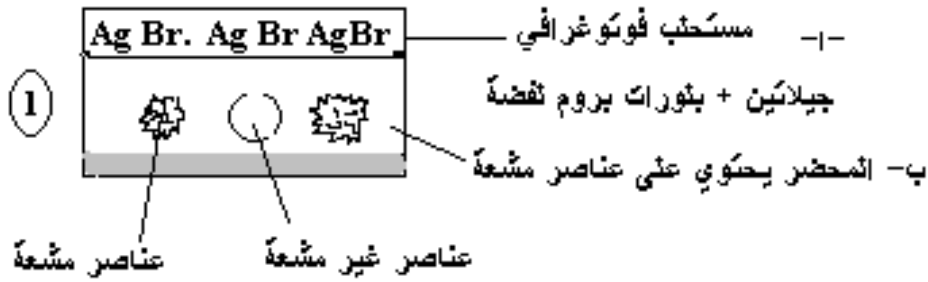 Ag Br. Ag Br AgBr
-ا- مستحلب فوتوغرافي
جيلاتين + بلورات بروم الفضة
1
ب- المحضر يحتوي على عناصر مشعة
عناصر غير مشعة
عناصر مشعة